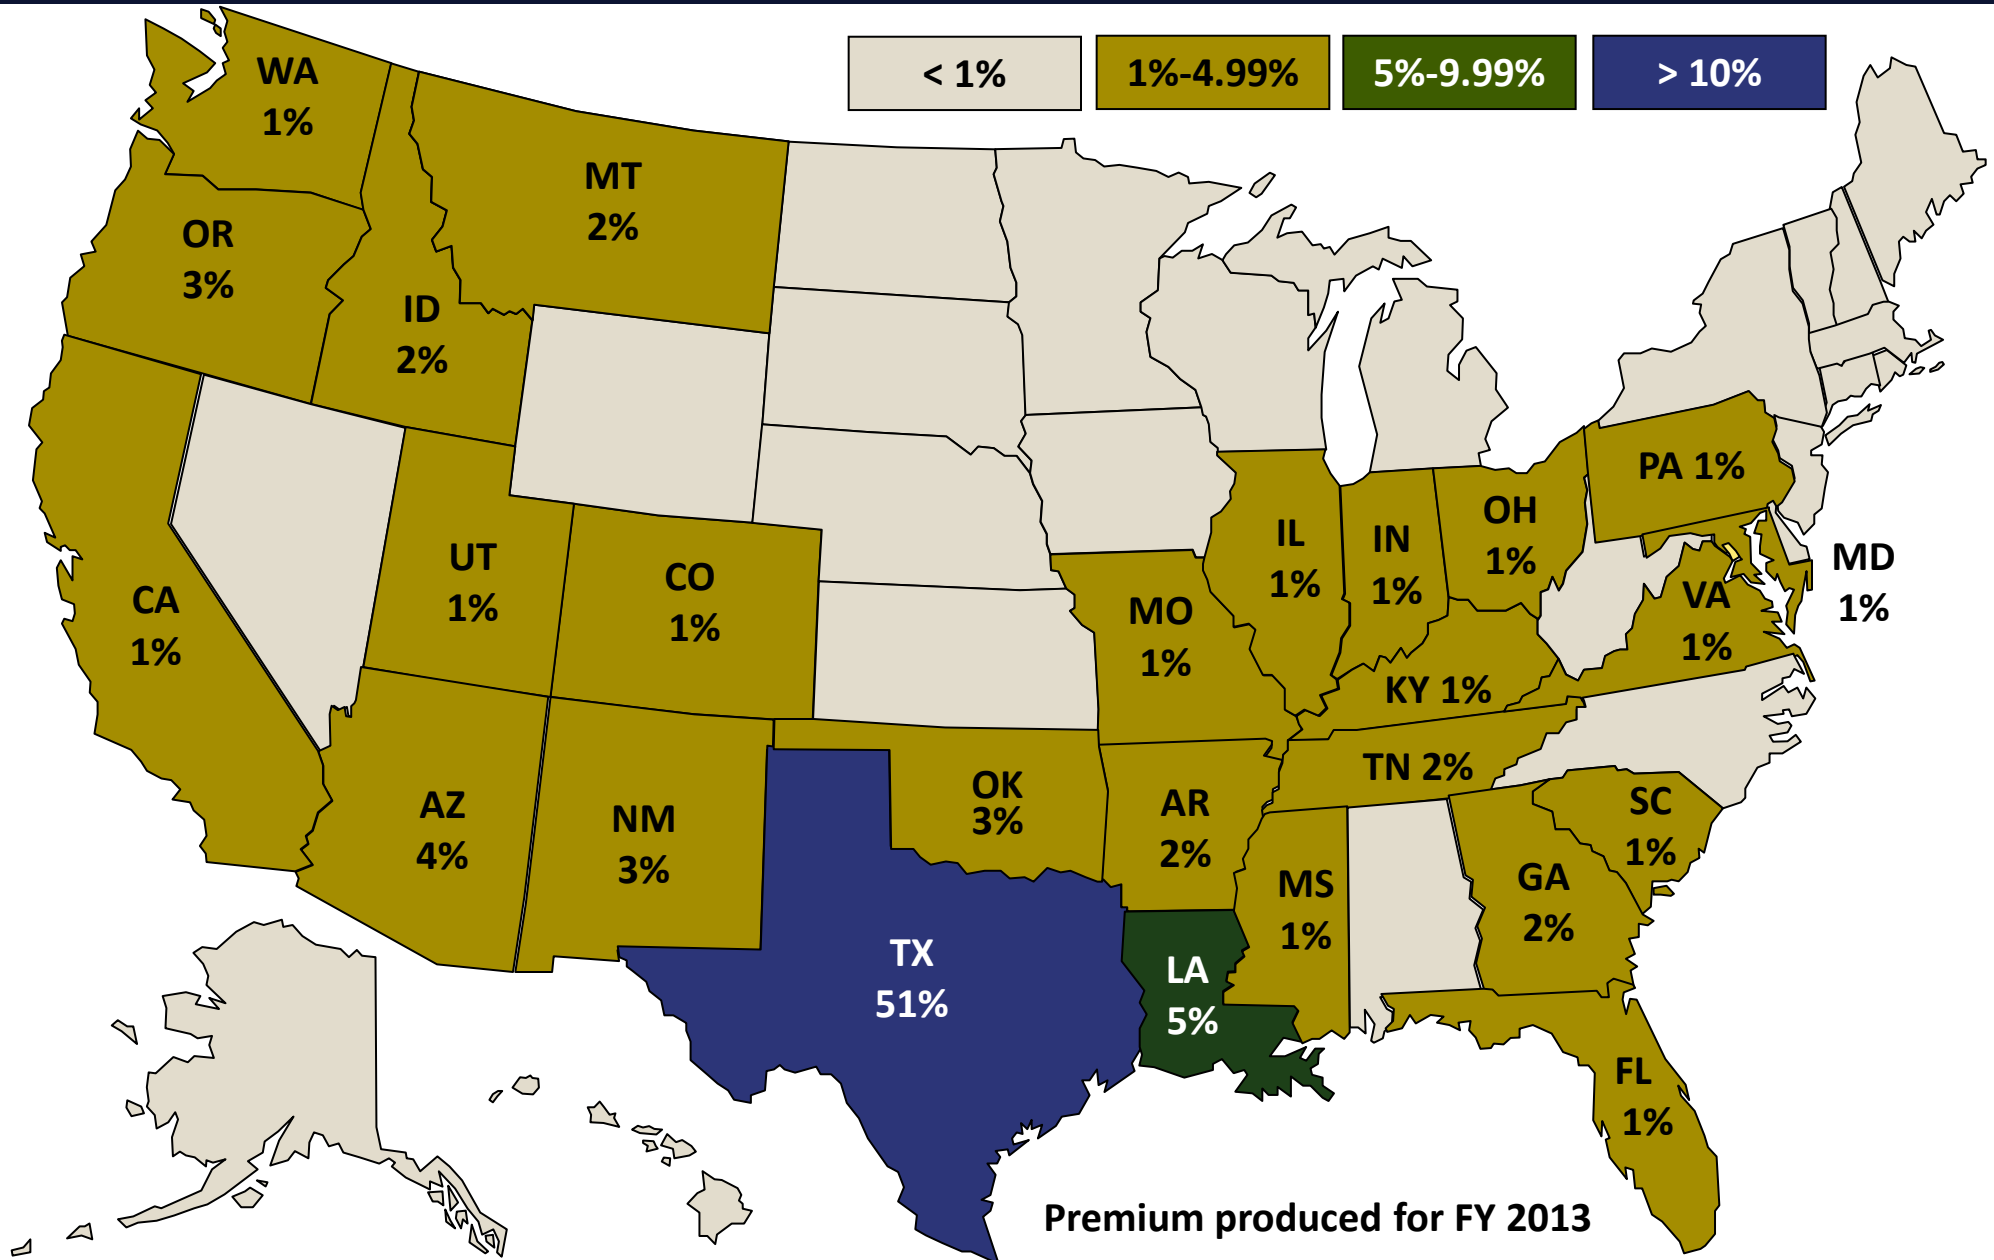 < 1%
1%-4.99%
5%-9.99%
> 10%
WA
1%
MT
2%
OR
3%
ID
2%
PA 1%
OH
1%
IL
1%
IN
1%
MD
1%
UT
1%
CO
1%
CA
1%
MO
1%
VA
1%
KY 1%
TN 2%
AZ
4%
NM
3%
OK
3%
AR
2%
SC
1%
MS
1%
GA
2%
TX
51%
LA
5%
FL
1%
Premium produced for FY 2013